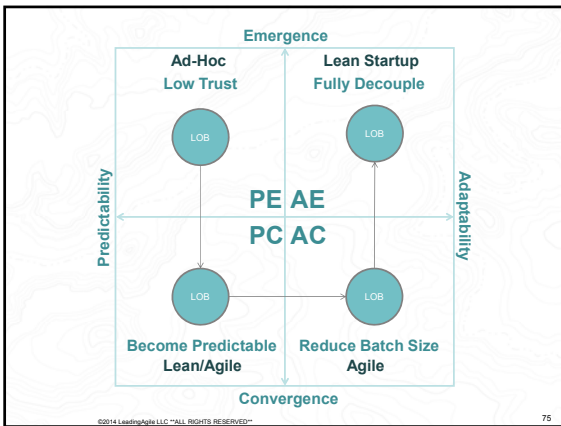 Emergence
Ad-Hoc
Low Trust
Lean Startup
Fully Decouple
LOB
LOB
Predictability
Adaptability
PE AE
PC AC
LOB
LOB
Become Predictable
Lean/Agile
Reduce Batch Size
Agile
Convergence
©2014 LeadingAgile LLC **ALL RIGHTS RESERVED**
75